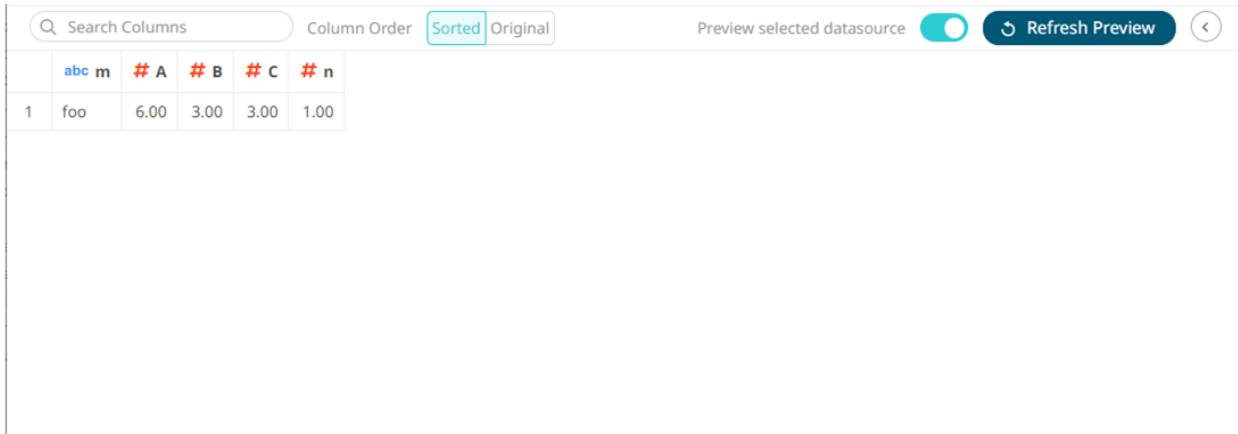 Search Columns Column Order Sorted Original Preview selected datasource Refresh Preview
abc m # A # B # C # n
1 foo 6.00 3.00 3.00 1.00